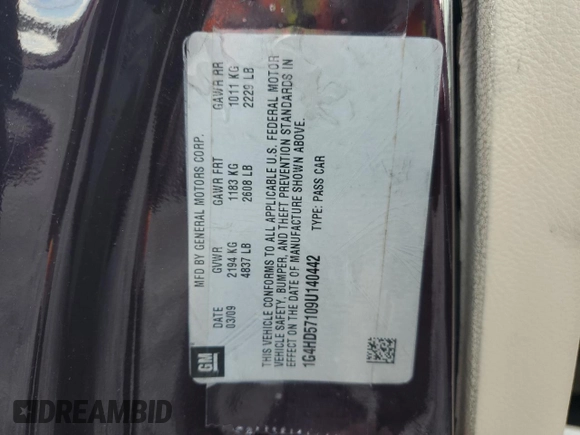 GM
MFD BY GENERAL MOTORS CORP.
DATE GVWR GAWR FRT GAWR RR
03/09 2194 KG 1183 KG 1011 KG
4837 LB 2608 LB 2229 LB
THIS VEHICLE CONFORMS TO ALL APPLICABLE U.S. FEDERAL MOTOR
VEHICLE SAFETY, BUMPER, AND THEFT PREVENTION STANDARDS IN
EFFECT ON THE DATE OF MANUFACTURE SHOWN ABOVE.
1G4HD57109U140442 TYPE: PASS CAR
DREAMBID